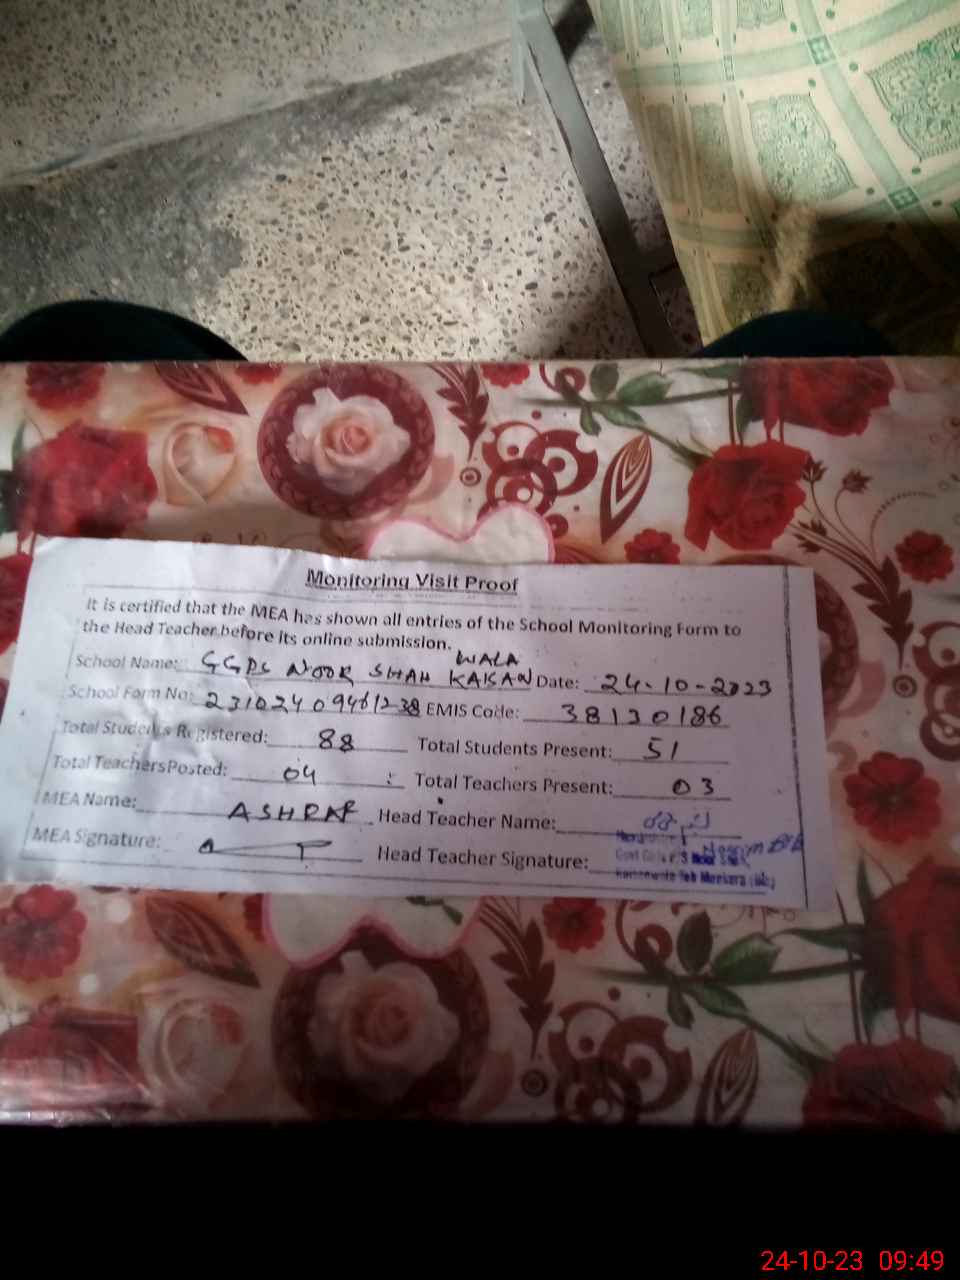 Monitoring Visit Proof
It is certified that the MEA has shown all entries of the School Monitoring Form to
the Head Teacher before its online submission.
WALA
School Name: GGPS NOOR SHAH KAISAN Date: 24-10-2023
School Form No: EMIS Code: 38130186
Total Students Registered: 88 Total Students Present: 51
Total Teachers Posted: 04 Total Teachers Present: 03
MEA Name: ASHRAF Head Teacher Name:
MEA Signature: Head Teacher Signature:
24-10-23 09:49